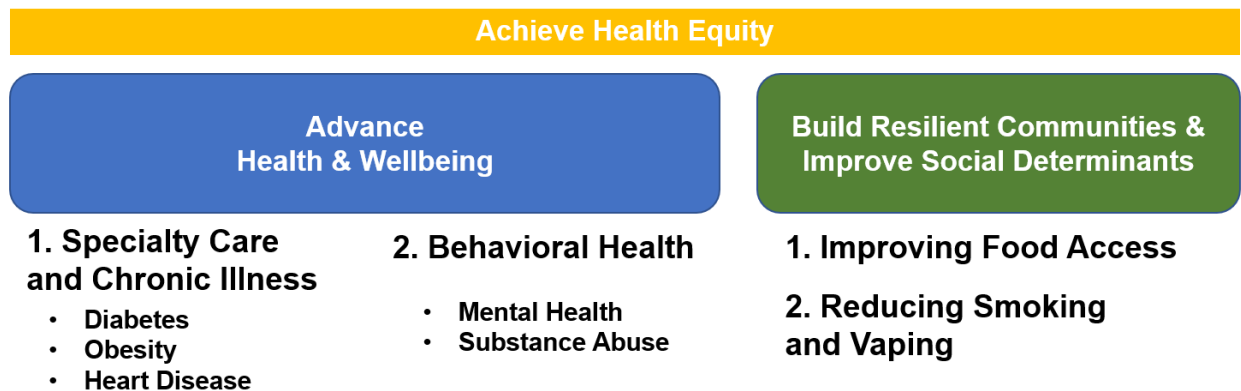 Achieve Health Equity
Advance
Health & Wellbeing
1. Specialty Care
and Chronic Illness
• Diabetes
• Obesity
• Heart Disease
2. Behavioral Health
• Mental Health
• Substance Abuse
Build Resilient Communities &
Improve Social Determinants
1. Improving Food Access
2. Reducing Smoking
and Vaping